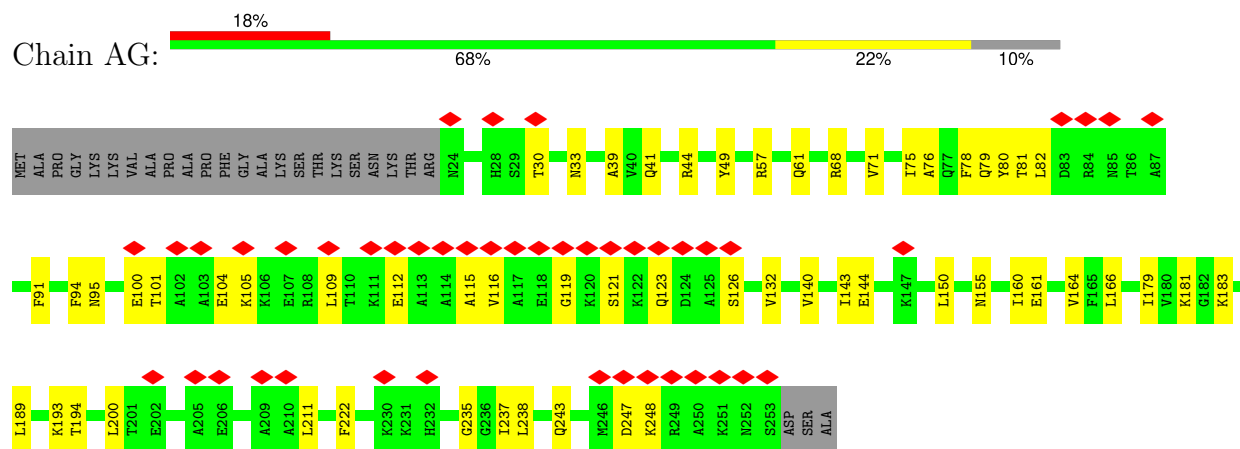 18%
Chain AG:
68% 22% 10%
MET ALA PRO GLY LYS LYS VAL ALA PRO ALA PRO PHE GLY ALA LYS SER THR LYS SER ASN LYS THR ARG N24 H28 S29 T30 N33 A39 V40 Q41 R44 Y49 R57 Q61 R68 V71 I75 A76 Q77 F78 Q79 Y80 T81 L82 D83 R84 N85 T86 A87
F91 F94 N95 E100 T101 A102 A103 E104 K105 K106 E107 R108 L109 T110 K111 E112 A113 A114 A115 V116 A117 E118 G119 K120 S121 K122 Q123 D124 A125 S126 V132 V140 I143 E144 K147 L150 N155 I160 E161 V164 F165 L166 I179 V180 K181 G182 K183
L189 K193 T194 L200 T201 E202 A205 E206 A209 A210 L211 F222 K230 K231 H232 G235 G236 I237 L238 Q243 M246 D247 K248 R249 A250 K251 N252 S253 ASP SER ALA